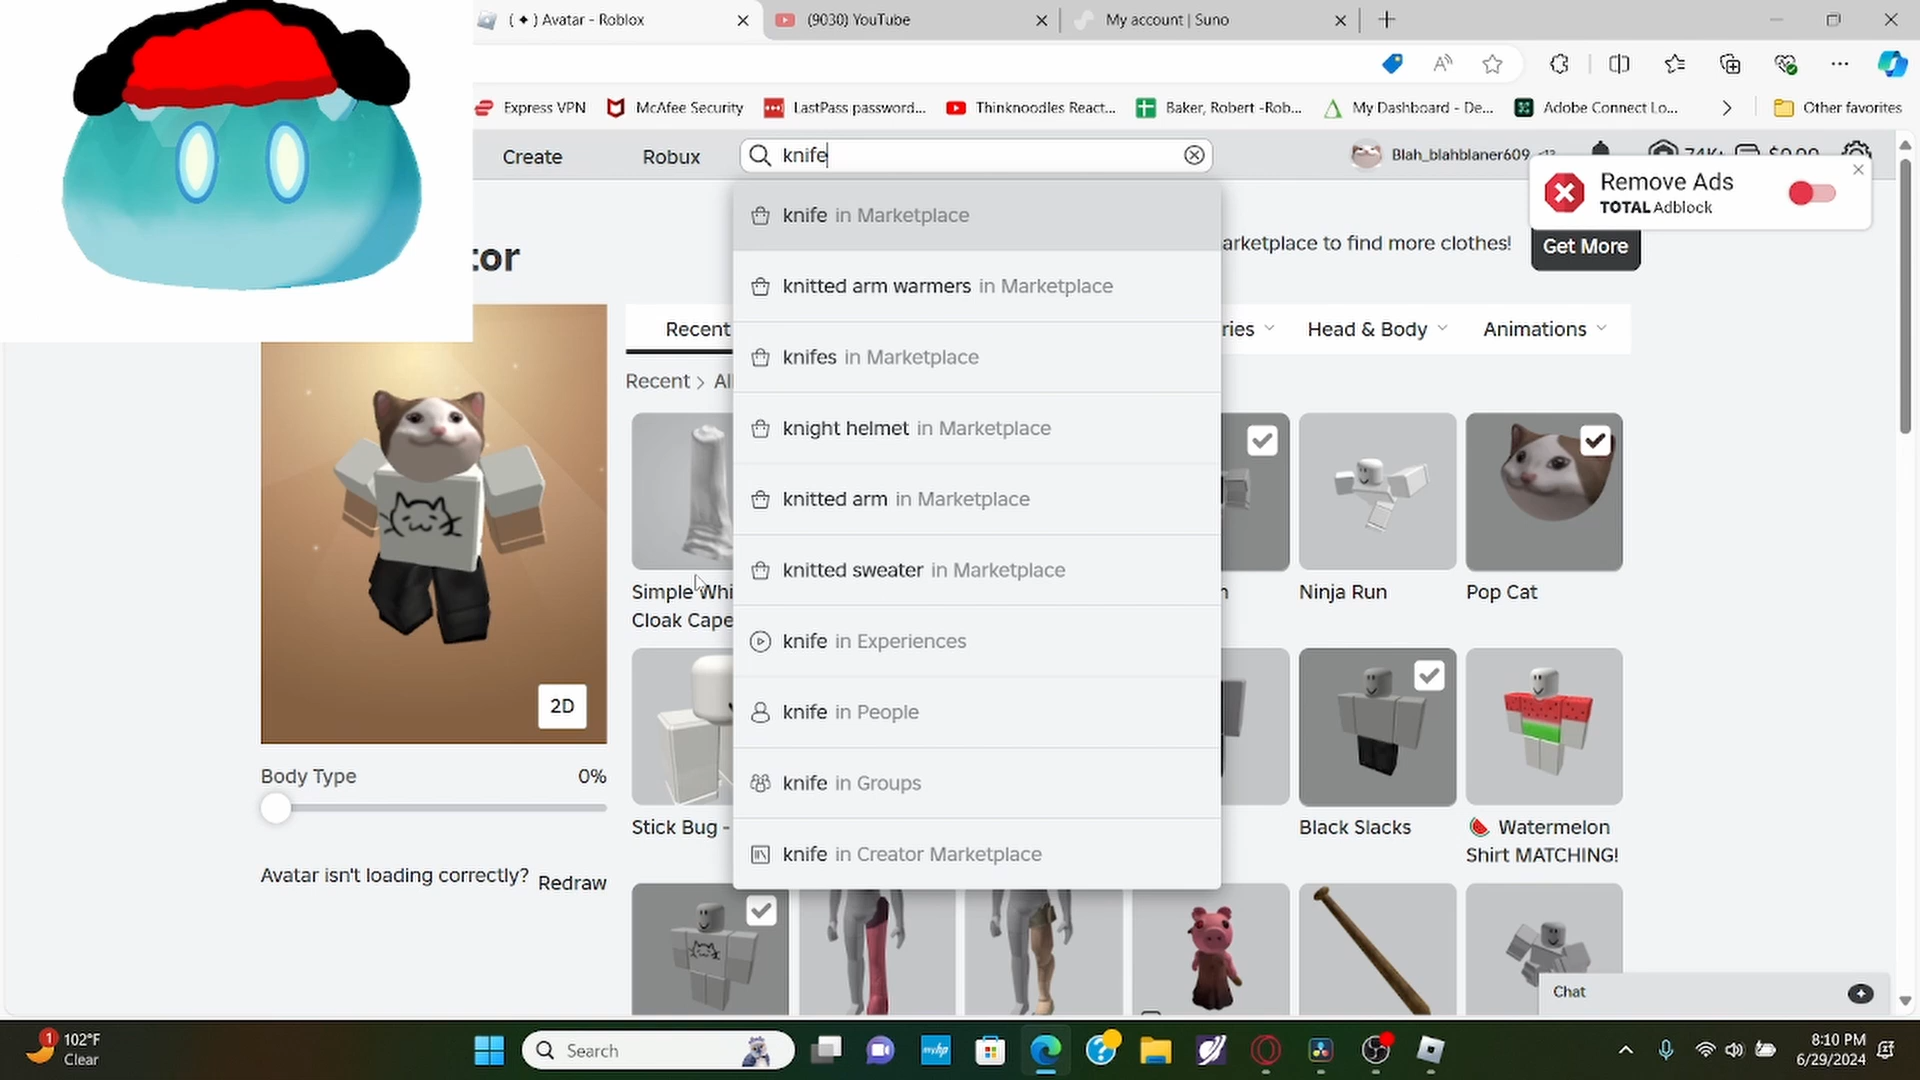 ( ✦ ) Avatar - Roblox
(9030) YouTube
My account | Suno
Express VPN
McAfee Security
LastPass password...
Thinknoodles React...
Baker, Robert -Rob...
My Dashboard - De...
Adobe Connect Lo...
Other favorites
Create
Robux
knife
Blah_blahblaner609
Remove Ads
TOTAL Adblock
tor
arketplace to find more clothes!
Get More
knife in Marketplace
knitted arm warmers in Marketplace
knifes in Marketplace
knight helmet in Marketplace
knitted arm in Marketplace
knitted sweater in Marketplace
knife in Experiences
knife in People
knife in Groups
knife in Creator Marketplace
Recent
ries
Head & Body
Animations
Recent > Al
Simple Whi
Cloak Cape
Ninja Run
Pop Cat
2D
Body Type 0%
Stick Bug -
Black Slacks
🍉 Watermelon
Shirt MATCHING!
Avatar isn't loading correctly? Redraw
Chat
1
102°F
Clear
Search
myhp
8:10 PM
6/29/2024